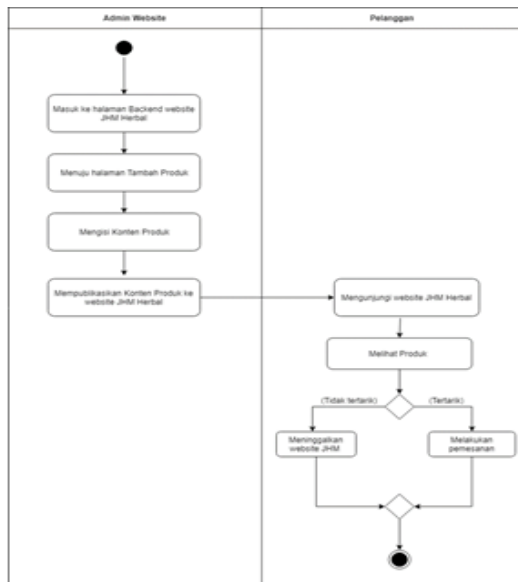 Admin Website
Pelanggan
Masuk ke halaman Backend website
JHM Herbal
Menuju halaman Tambah Produk
Mengisi Konten Produk
Mempublikasikan Konten Produk ke
website JHM Herbal
Mengunjungi website JHM Herbal
Melihat Produk
(Tidak tertarik)
(Tertarik)
Meninggalkan
website JHM
Melakukan
pemesanan